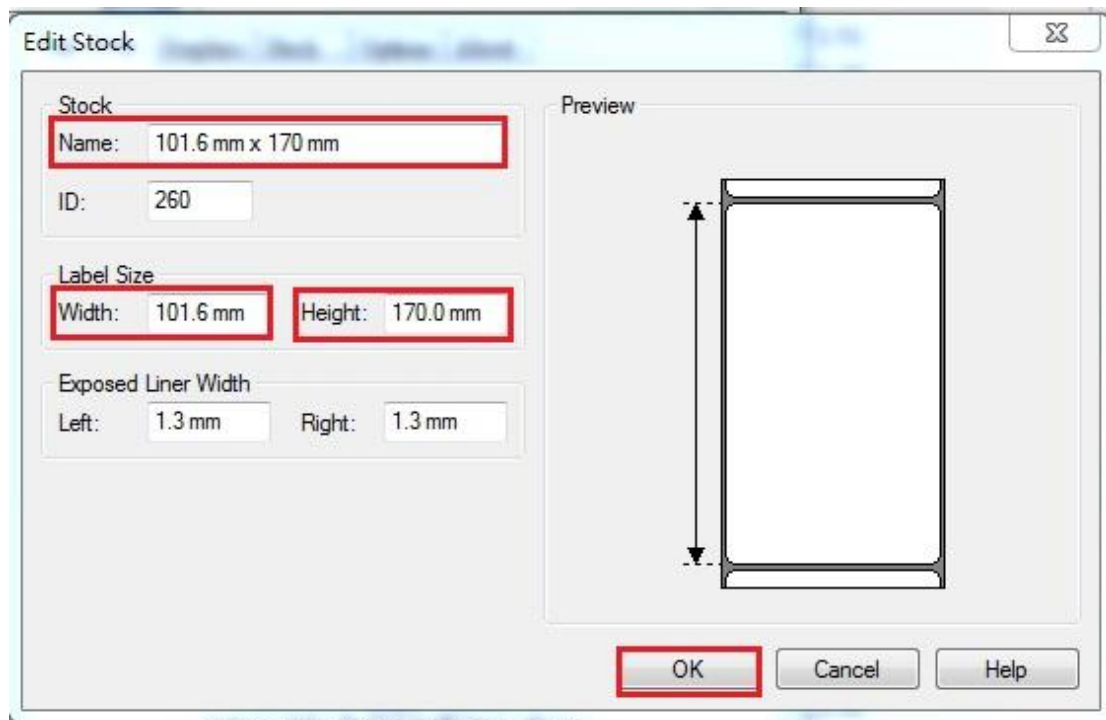 Edit Stock
Stock
Name: 101.6 mm x 170 mm
ID: 260
Label Size
Width: 101.6 mm Height: 170.0 mm
Exposed Liner Width
Left: 1.3 mm Right: 1.3 mm
Preview
OK Cancel Help